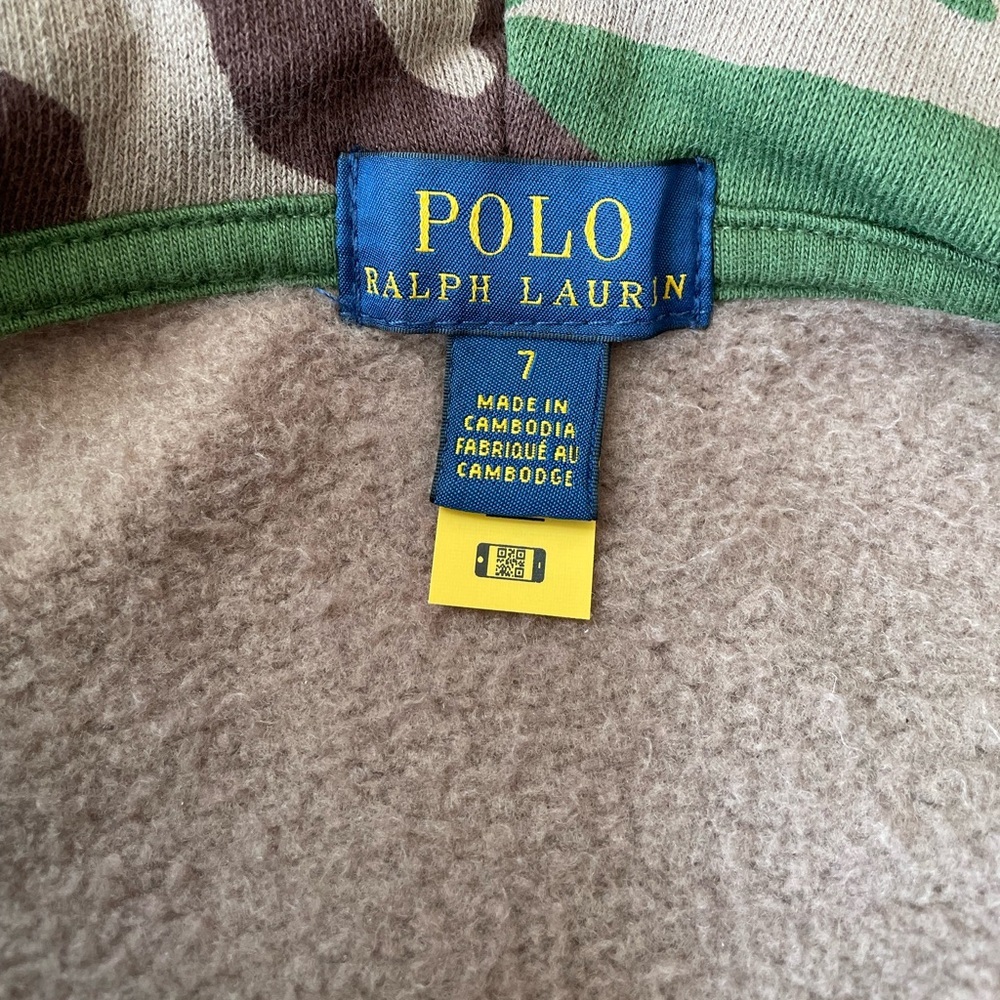 POLO
RALPH LAUREN
7
MADE IN
CAMBODIA
FABRIQUÉ AU
CAMBODGE